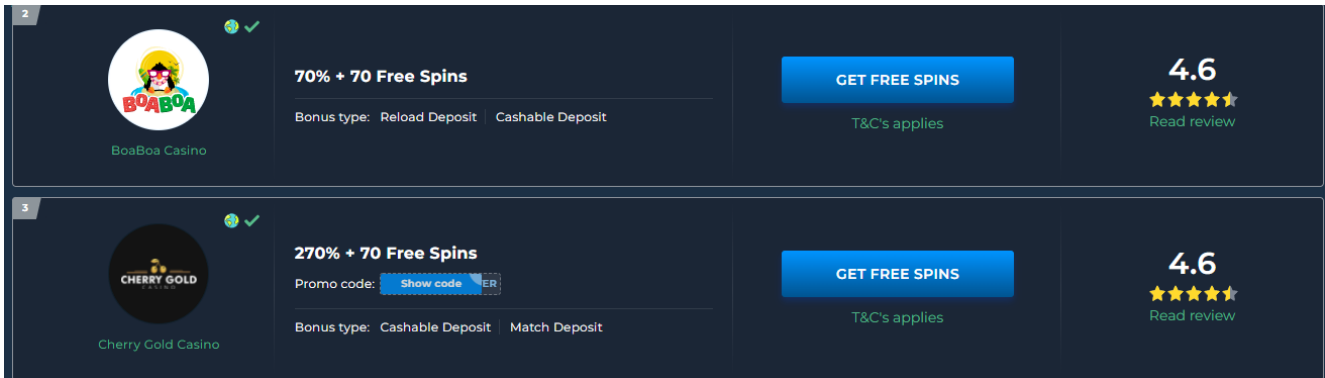 2
BOABOA
BoaBoa Casino
70% + 70 Free Spins
Bonus type: Reload Deposit Cashable Deposit
GET FREE SPINS
T&C's applies
4.6
Read review
3
CHERRY GOLD
CASINO
Cherry Gold Casino
270% + 70 Free Spins
Promo code: Show code ER
Bonus type: Cashable Deposit Match Deposit
GET FREE SPINS
T&C's applies
4.6
Read review